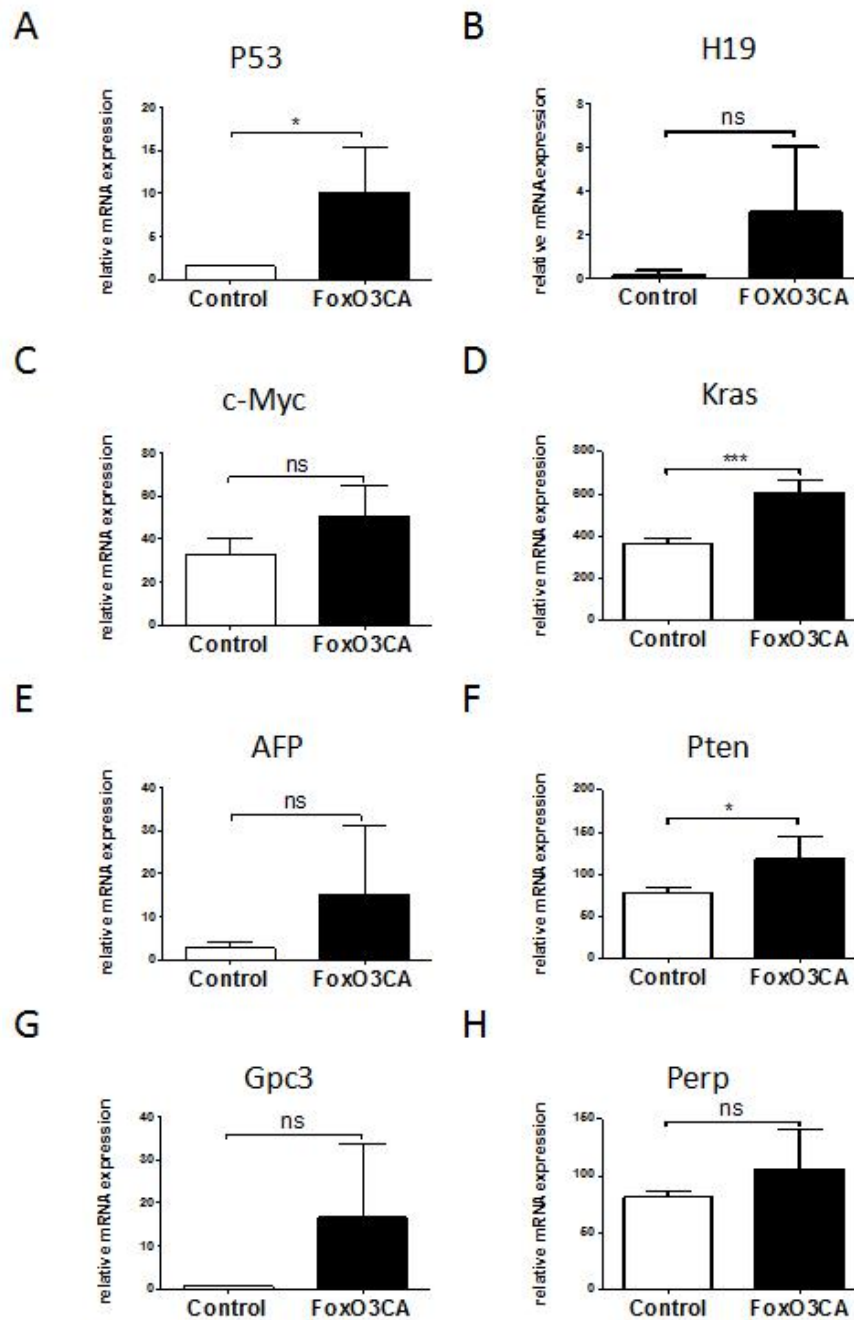 A
P53
relative mRNA expression
20
15
10
5
0
*
Control FoxO3CA
B
H19
relative mRNA expression
8
6
4
2
0
ns
Control FOXO3CA
C
c-Myc
relative mRNA expression
80
60
40
20
0
ns
Control FoxO3CA
D
Kras
relative mRNA expression
800
600
400
200
0
***
Control FoxO3CA
E
AFP
relative mRNA expression
40
30
20
10
0
ns
Control FoxO3CA
F
Pten
relative mRNA expression
200
150
100
50
0
*
Control FoxO3CA
G
Gpc3
relative mRNA expression
40
30
20
10
0
ns
Control FoxO3CA
H
Perp
relative mRNA expression
150
100
50
0
ns
Control FoxO3CA